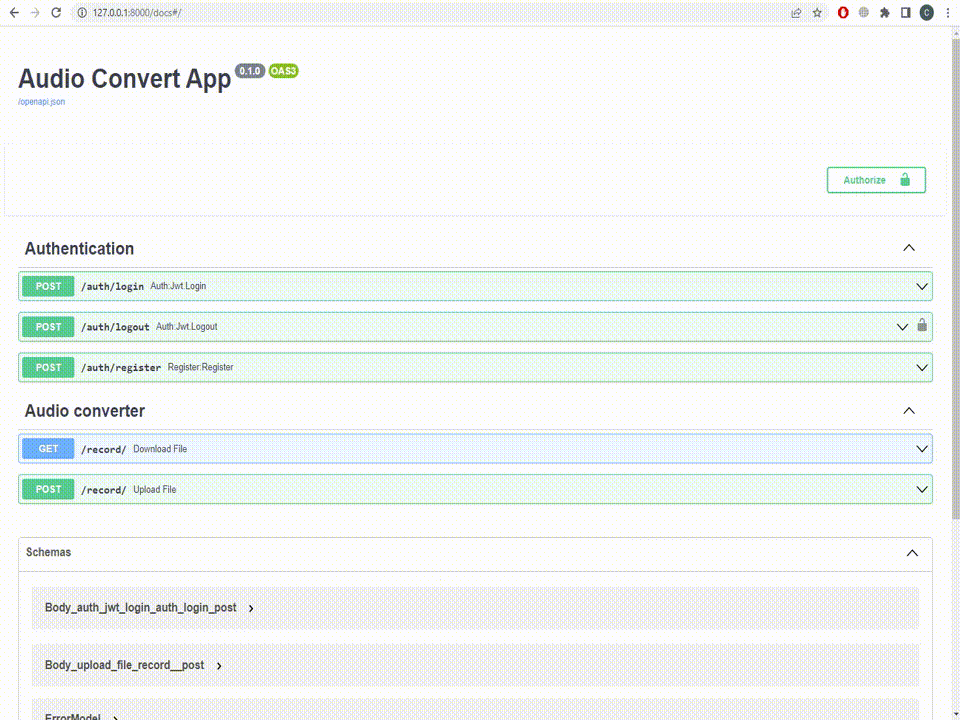 127.0.0.1:8000/docs#/
C
Audio Convert App 0.1.0 OAS3
/openapi.json
Authorize
Authentication
POST /auth/login Auth:Jwt.Login
POST /auth/logout Auth:Jwt.Logout
POST /auth/register Register:Register
Audio converter
GET /record/ Download File
POST /record/ Upload File
Schemas
Body_auth_jwt_login_auth_login_post
Body_upload_file_record__post
ErrorModel